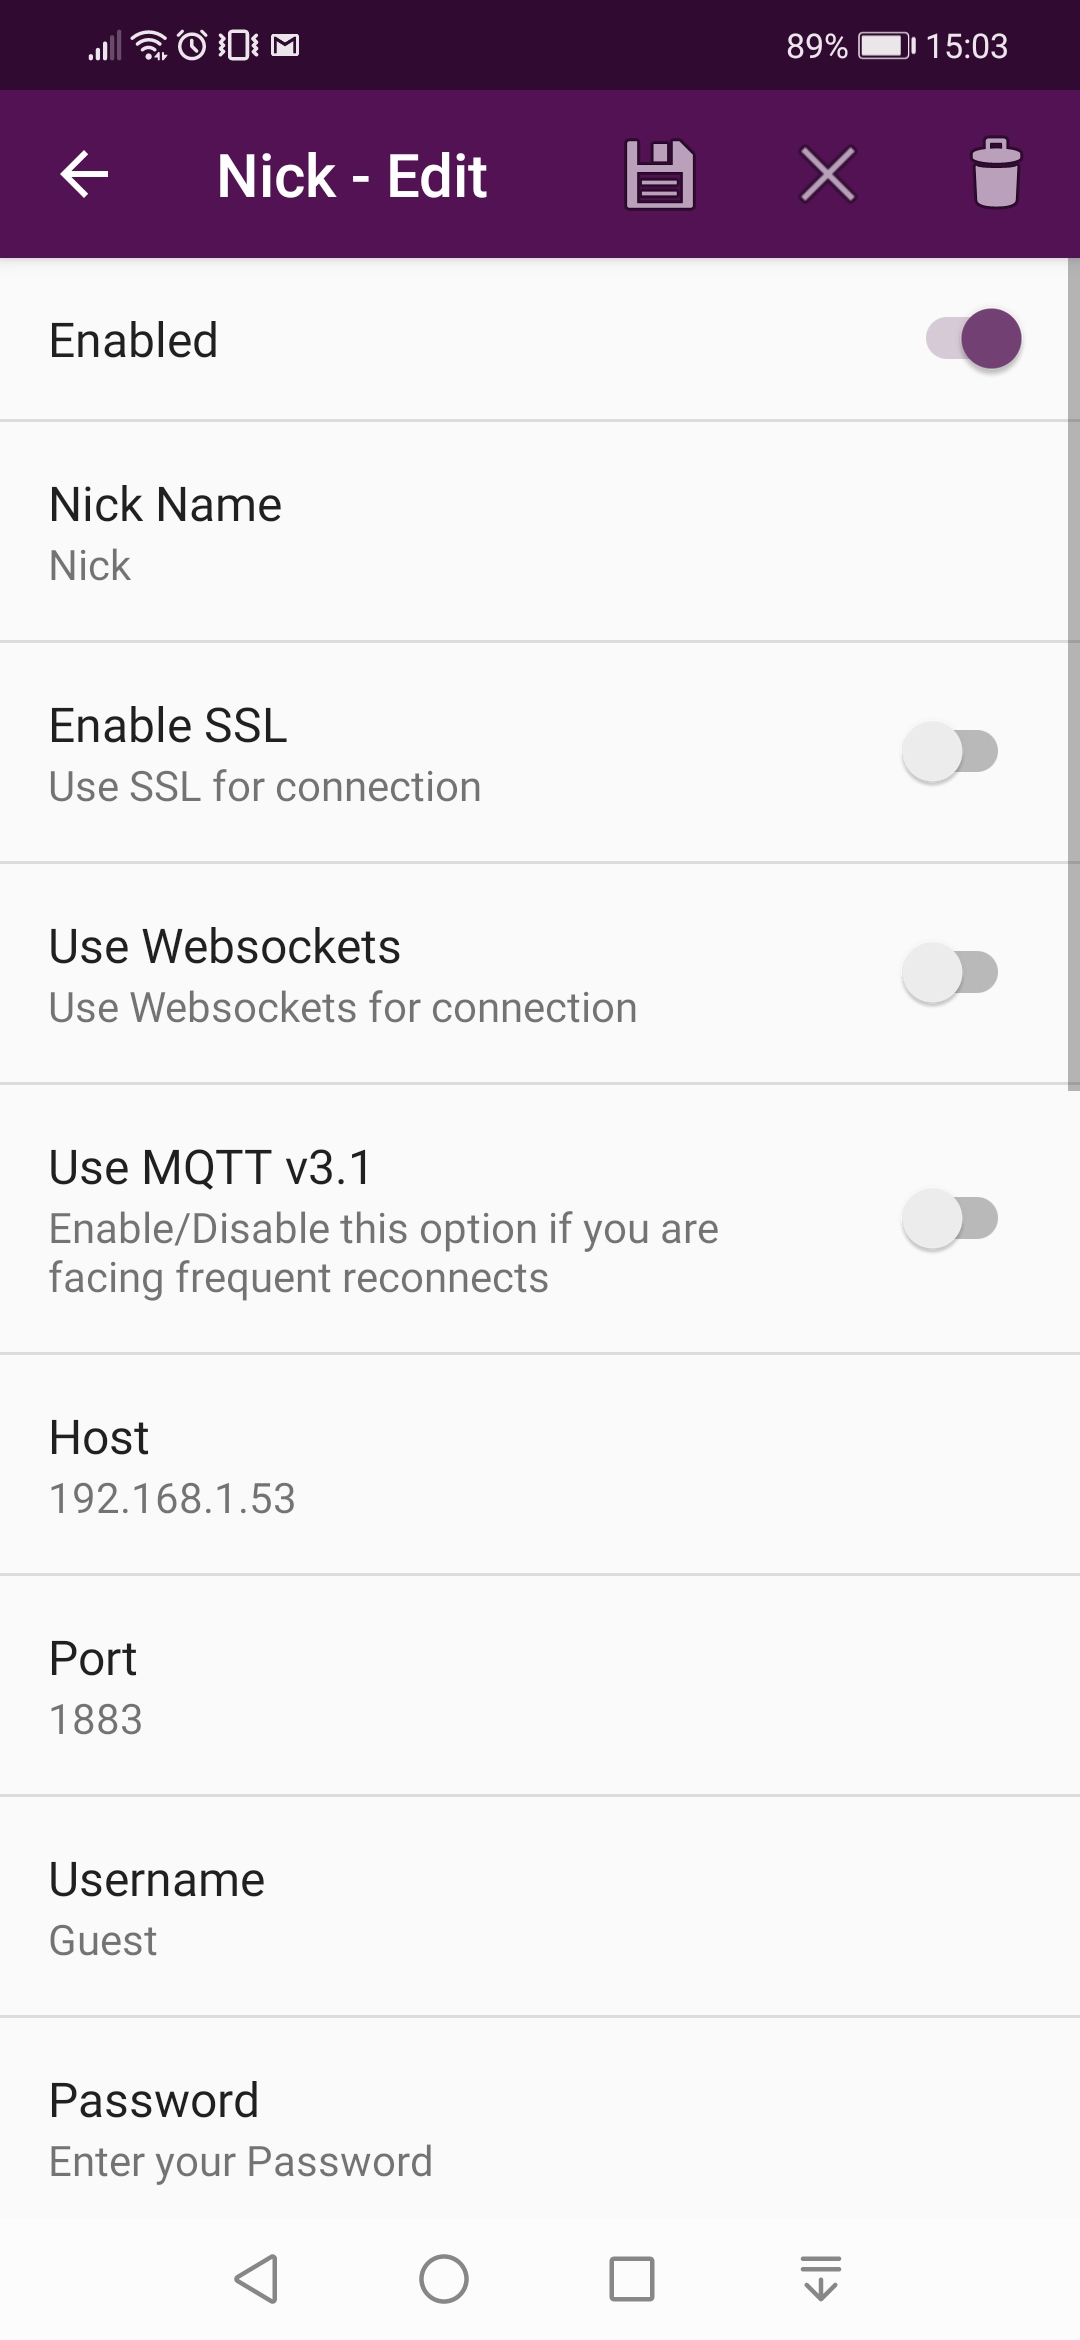 89% 15:03
Nick - Edit
Enabled
Nick Name
Nick
Enable SSL
Use SSL for connection
Use Websockets
Use Websockets for connection
Use MQTT v3.1
Enable/Disable this option if you are
facing frequent reconnects
Host
192.168.1.53
Port
1883
Username
Guest
Password
Enter your Password